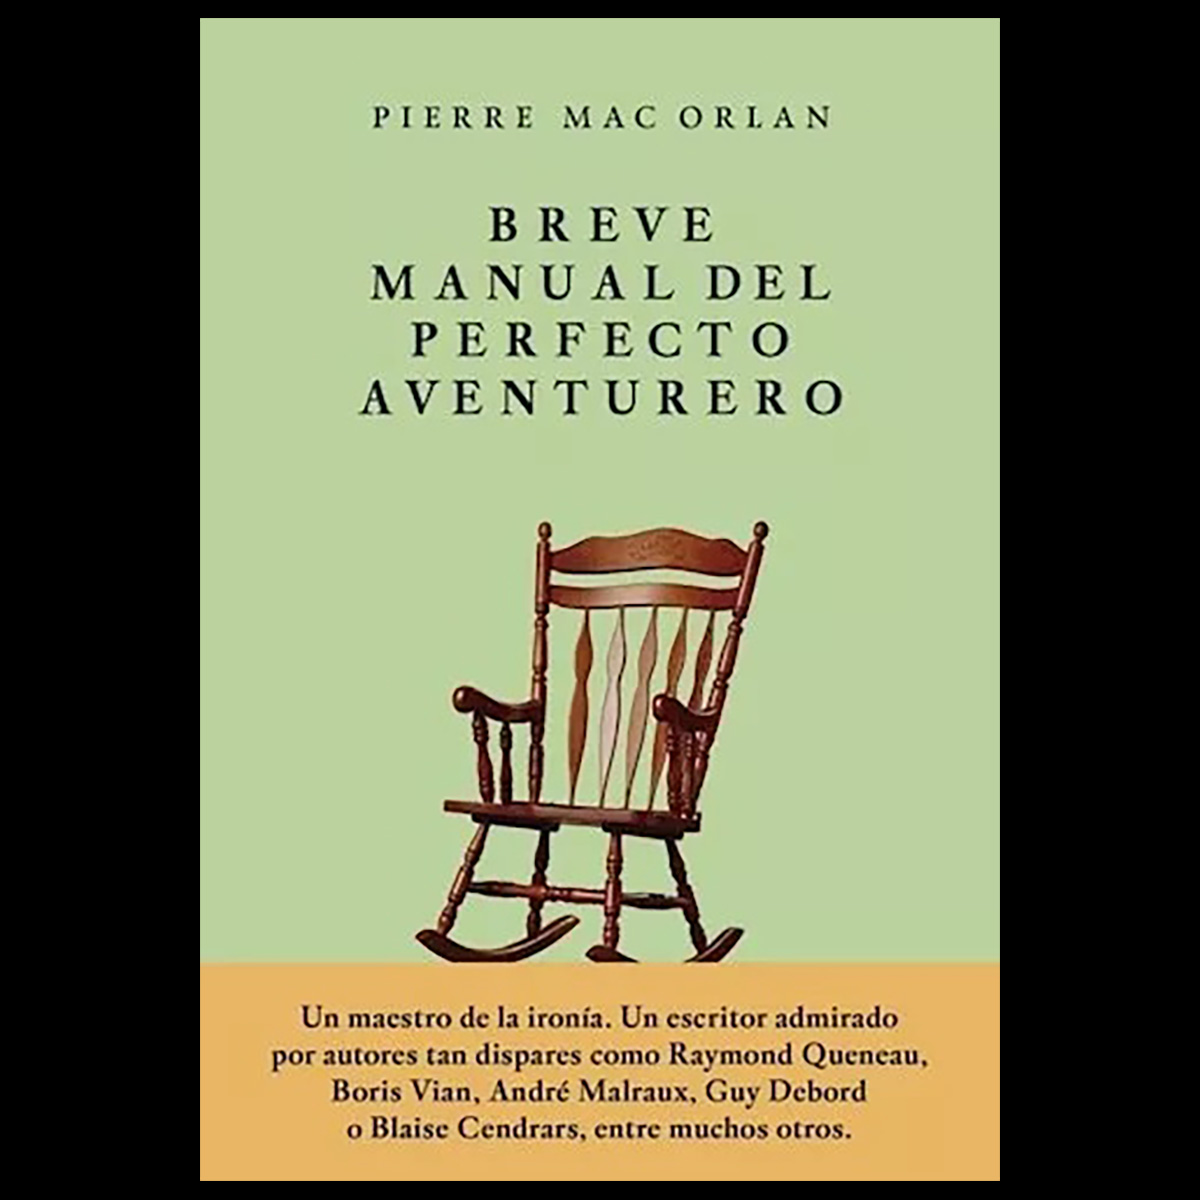 PIERRE MAC ORLAN
BREVE
MANUAL DEL
PERFECTO
AVENTURERO
Un maestro de la ironía. Un escritor admirado
por autores tan dispares como Raymond Queneau,
Boris Vian, André Malraux, Guy Debord
o Blaise Cendrars, entre muchos otros.